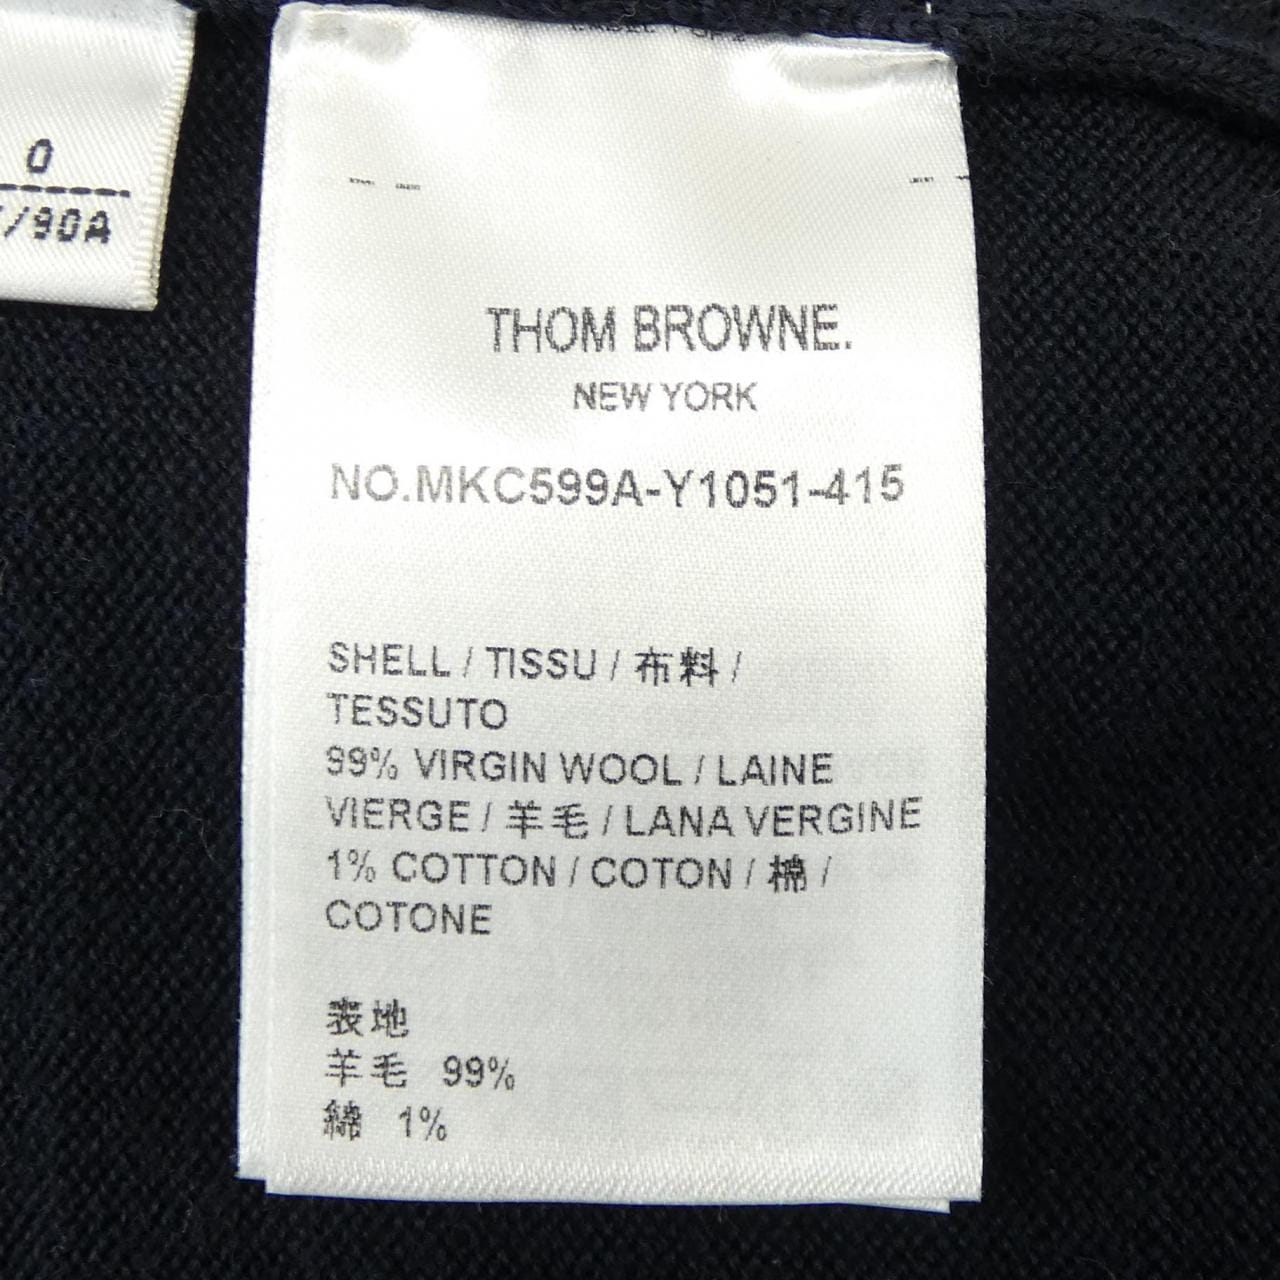 0
/90A
THOM BROWNE.
NEW YORK
NO.MKC599A-Y1051-415
SHELL / TISSU / 布料 /
TESSUTO
99% VIRGIN WOOL / LAINE
VIERGE / 羊毛 / LANA VERGINE
1% COTTON / COTON / 棉 /
COTONE
表地
羊毛 99%
綿 1%